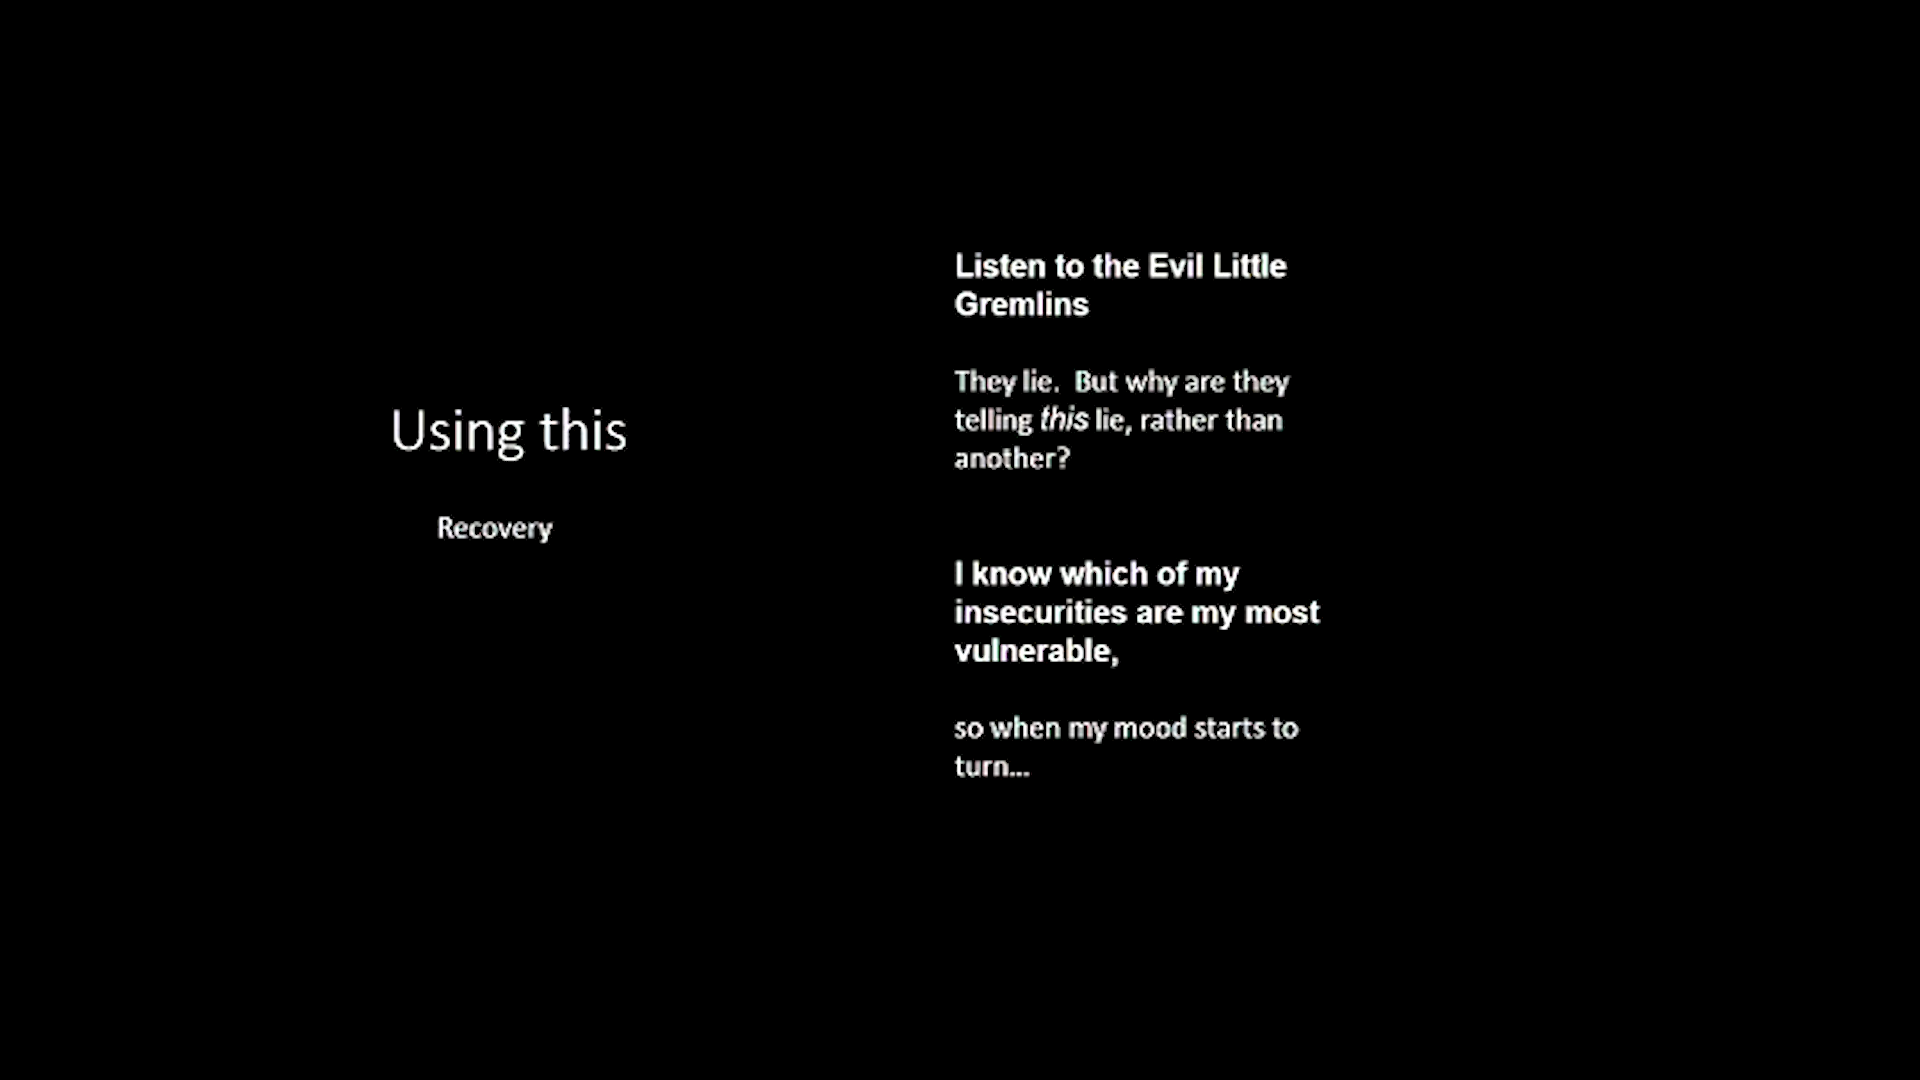 Using this
Recovery
Listen to the Evil Little
Gremlins
They lie.  But why are they
telling this lie, rather than
another?
I know which of my
insecurities are my most
vulnerable,
so when my mood starts to
turn...